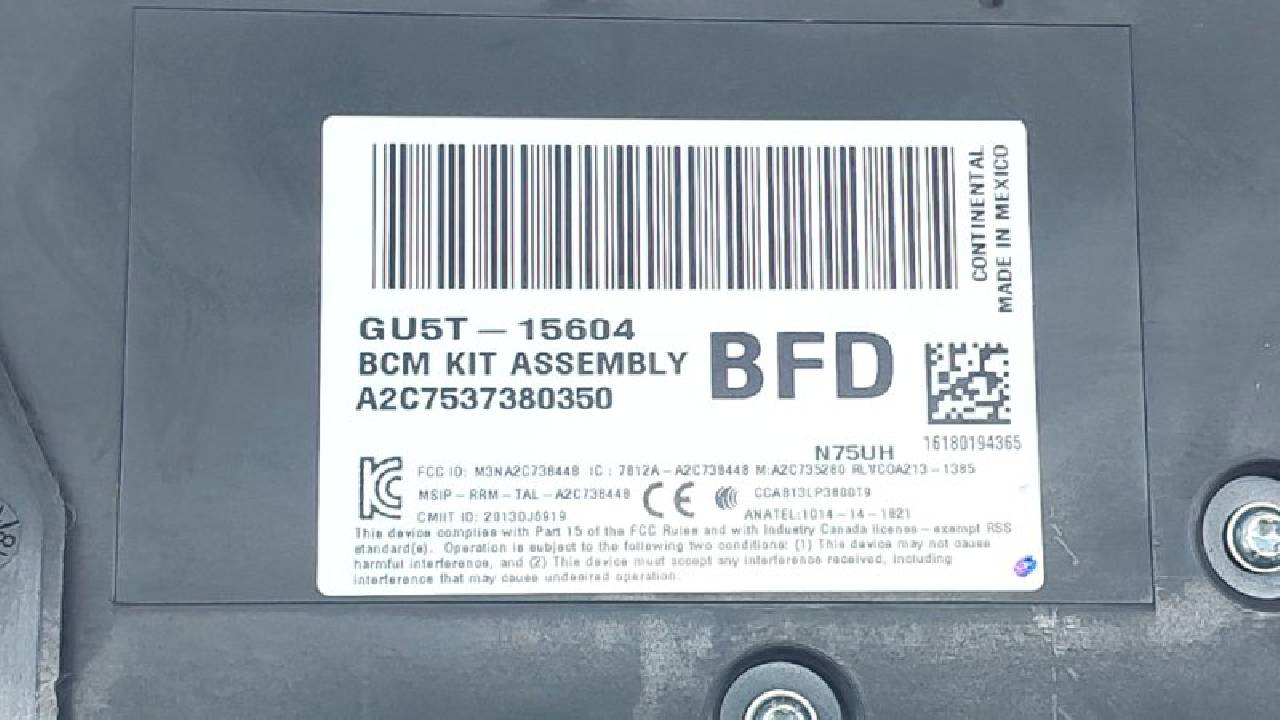 CONTINENTAL
MADE IN MEXICO
GU5T – 15604
BCM KIT ASSEMBLY
A2C7537380350
BFD
16180194365
N75UH
FCC ID: M3NA2C738448 IC: 7812A-A2C738448 M:A2C735280
MSIP-RRM-TAL-A2C738448
CE
CMIIT ID: 2013DJ5919
ANATEL:1014-14-1821
This device complies with Part 15 of the FCC Rules and with Industry Canada license-exempt RSS
standard(s). Operation is subject to the following two conditions: (1) This device may not cause
harmful interference, and (2) This device must accept any interference received, including
interference that may cause undesired operation.